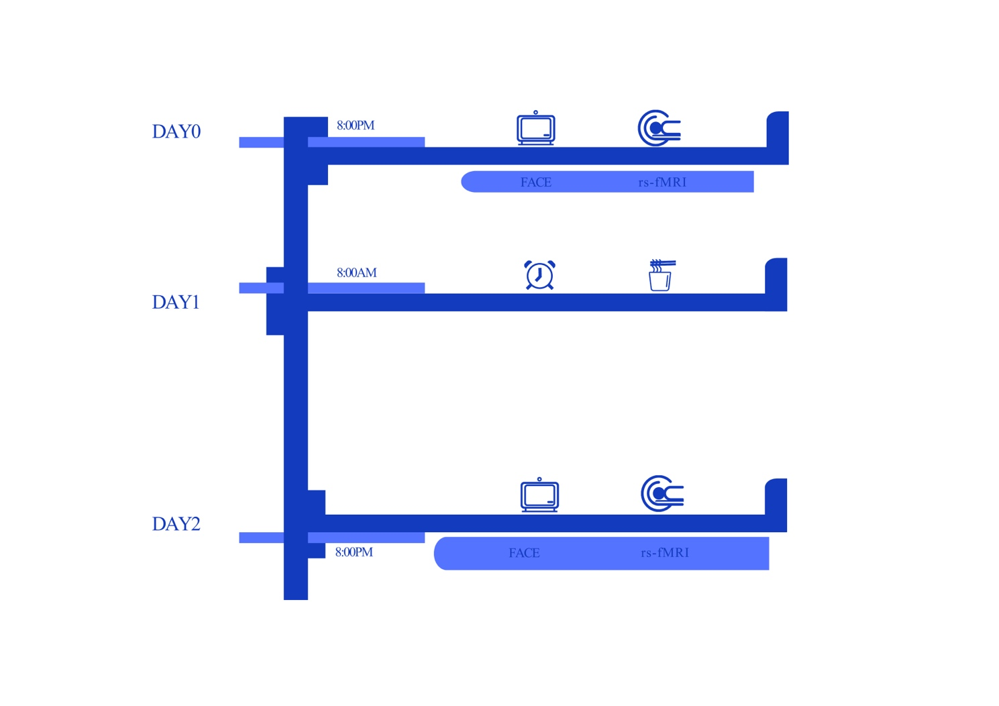 DAY0
8:00PM
FACE
rs-fMRI
8:00AM
DAY1
DAY2
8:00PM
FACE
rs-fMRI